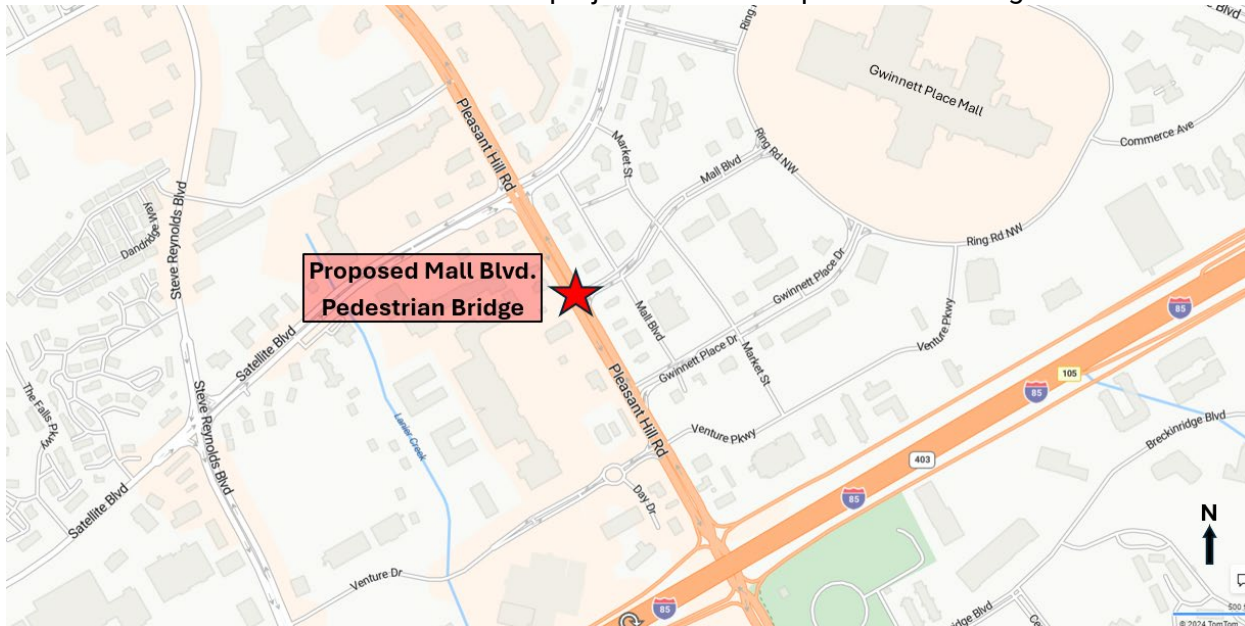 Pleasant Hill Rd
Gwinnett Place Mall
Ring Rd NW
Commerce Ave
Market St
Mall Blvd
Steve Reynolds Blvd
Dandridge Way
Proposed Mall Blvd.
Pedestrian Bridge
Ring Rd NW
Gwinnett Place Dr
Mall Blvd
Satellite Blvd
Gwinnett Place Dr
Market St
Venture Pkwy
85
105
85
The Falls Pkwy
Steve Reynolds Blvd
Lanier Creek
Pleasant Hill Rd
Venture Pkwy
Breckinridge Blvd
403
85
Satellite Blvd
Day Dr
N
Venture Dr
85
© 2024 TomTom